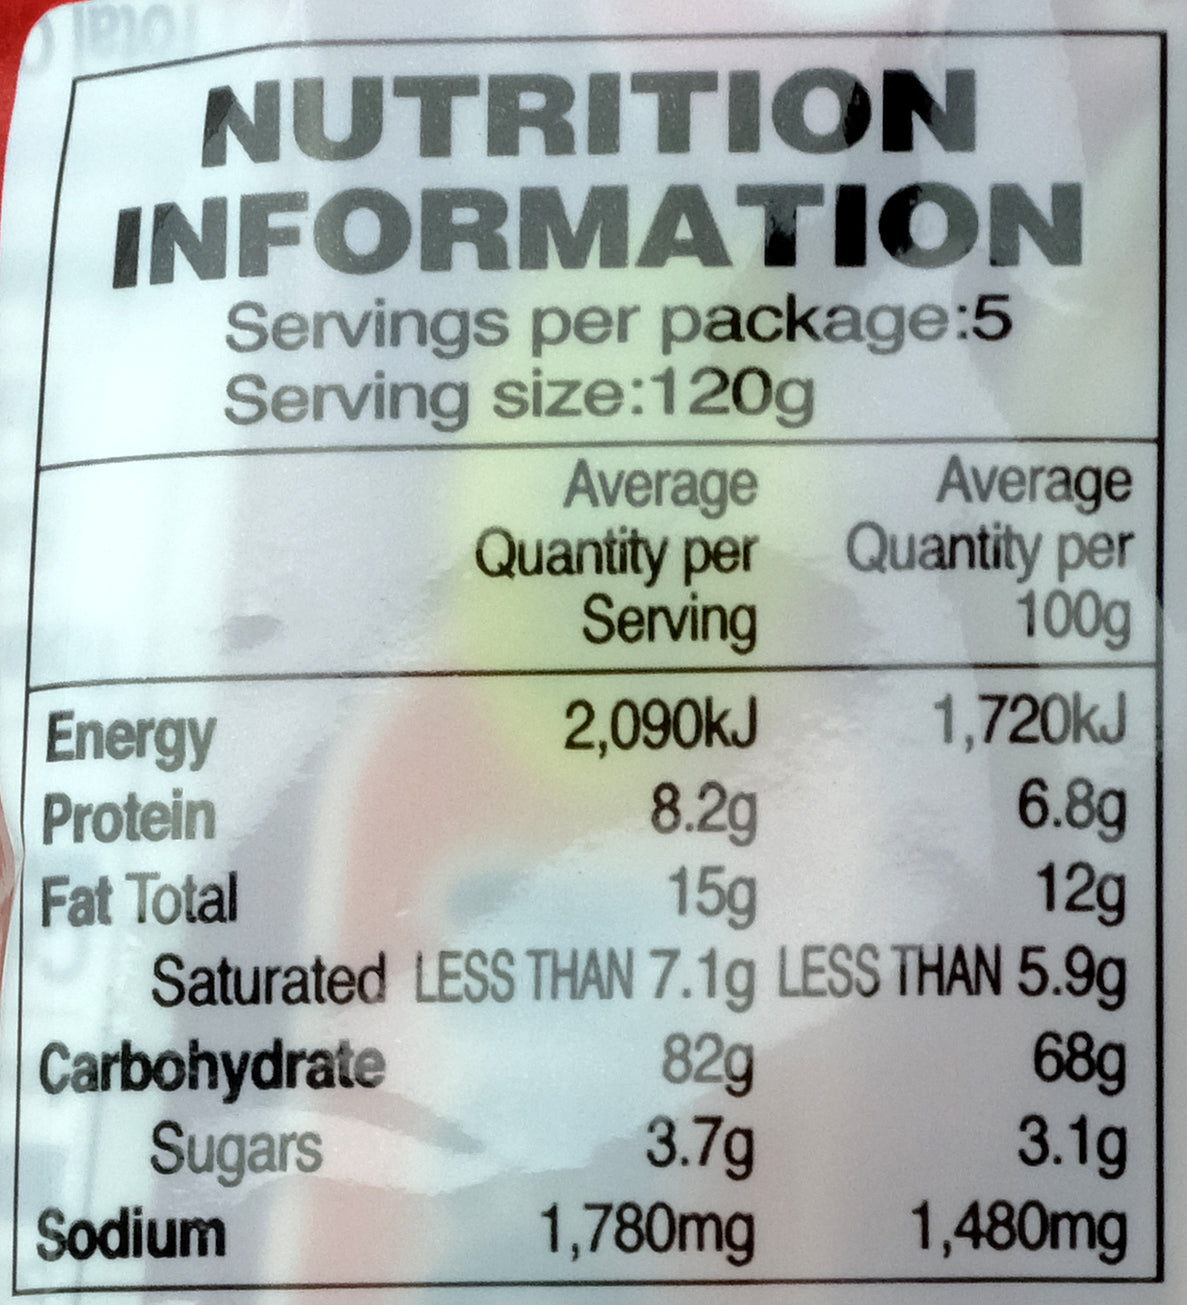 NUTRITION
INFORMATION
Servings per package:5
Serving size:120g
Average Quantity per Serving
Average Quantity per 100g
Energy 2,090kJ 1,720kJ
Protein 8.2g 6.8g
Fat Total 15g 12g
Saturated LESS THAN 7.1g LESS THAN 5.9g
Carbohydrate 82g 68g
Sugars 3.7g 3.1g
Sodium 1,780mg 1,480mg